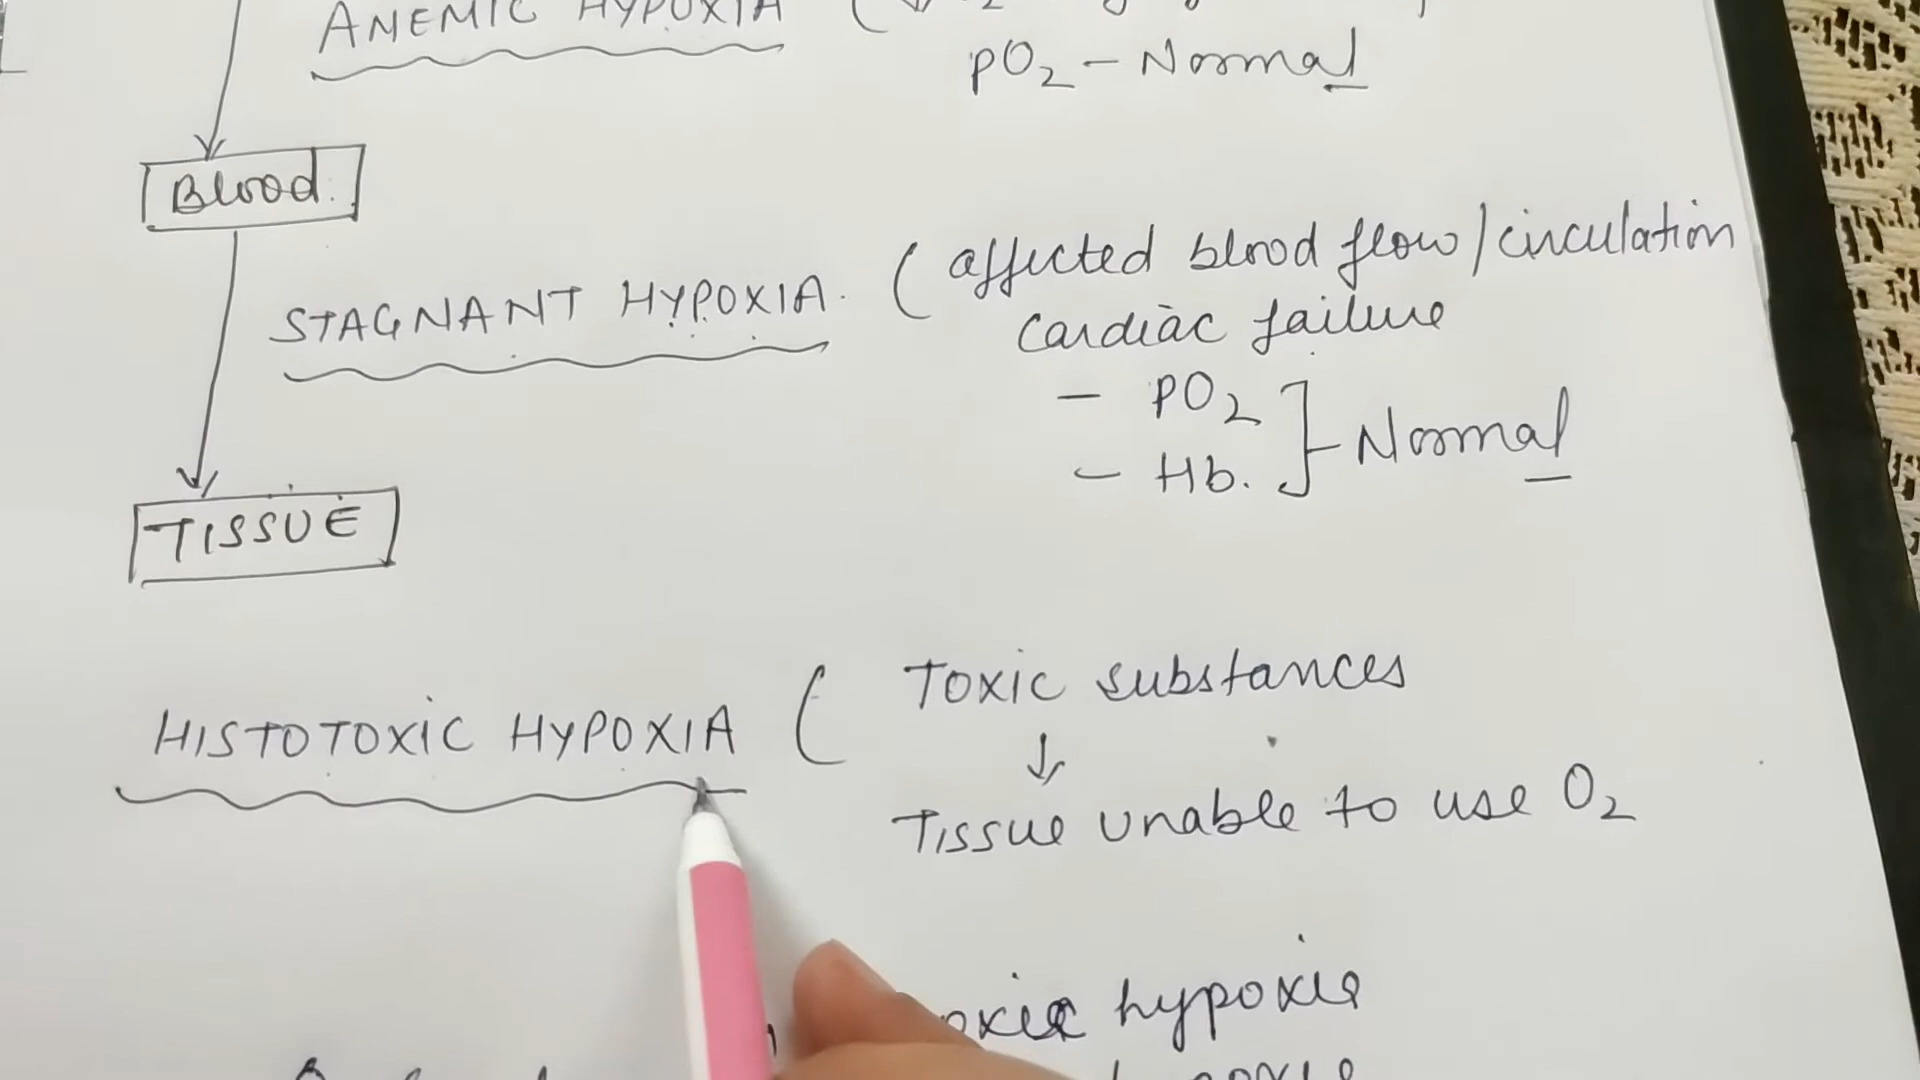 ANEMIC HYPOXIA (
PO2 - Normal
Blood
STAGNANT HYPOXIA. ( affected blood flow / circulation
cardiac failure
- PO2
- Hb. ] Normal
TISSUE
HISTOTOXIC HYPOXIA ( Toxic substances
↓
Tissue unable to use O2
hypoxia